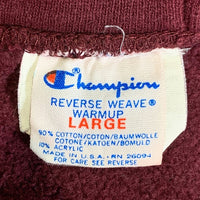 Champion
REVERSE WEAVE®
WARMUP
LARGE
90% COTTON/COTON/BAUMWOLLE
COTONE/KATOEN/BOMULD
10% ACRYLIC
MADE IN U.S.A.-RN 26094
FOR CARE SEE REVERSE